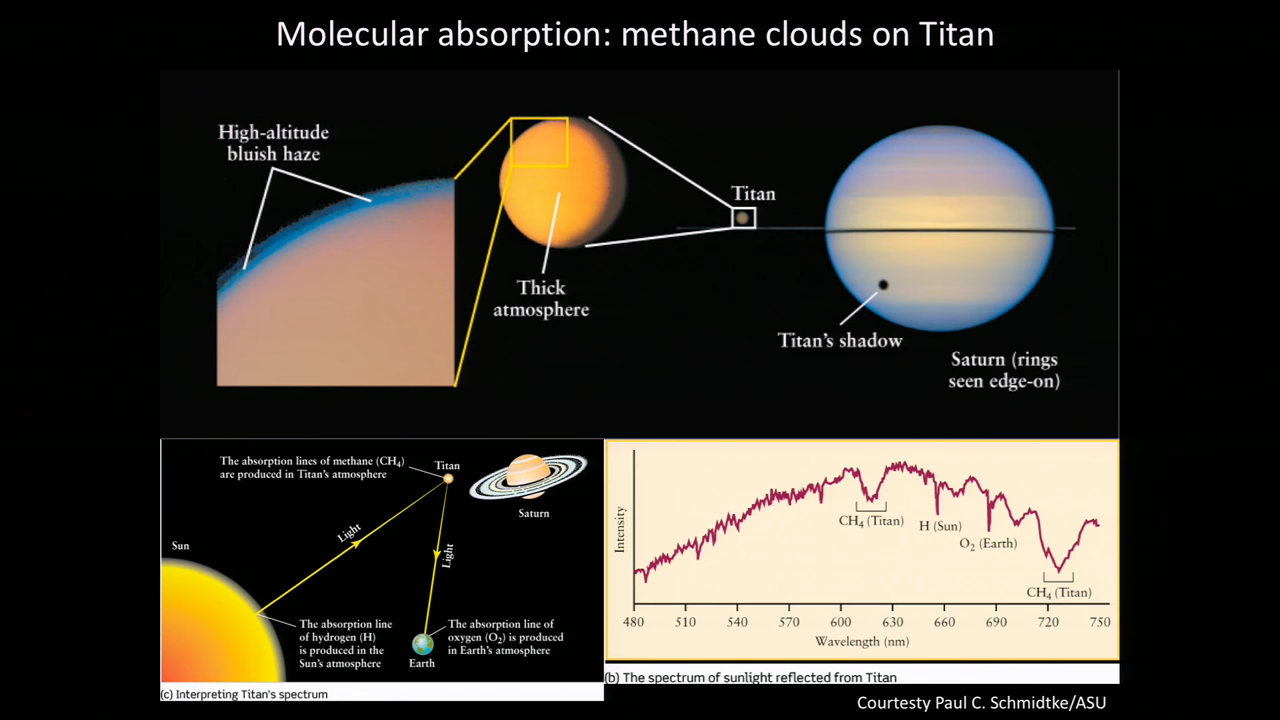 Molecular absorption: methane clouds on Titan
High-altitude
bluish haze
Thick
atmosphere
Titan
Titan's shadow
Saturn (rings
seen edge-on)
The absorption lines of methane (CH₄)
are produced in Titan's atmosphere
Titan
Saturn
Light
Light
Sun
The absorption line
of hydrogen (H)
is produced in the
Sun's atmosphere
Earth
The absorption line of
oxygen (O₂) is produced
in Earth's atmosphere
(c) Interpreting Titan's spectrum
Intensity
CH₄ (Titan)
H (Sun)
O₂ (Earth)
CH₄ (Titan)
480 510 540 570 600 630 660 690 720 750
Wavelength (nm)
(b) The spectrum of sunlight reflected from Titan
Courtesty Paul C. Schmidtke/ASU